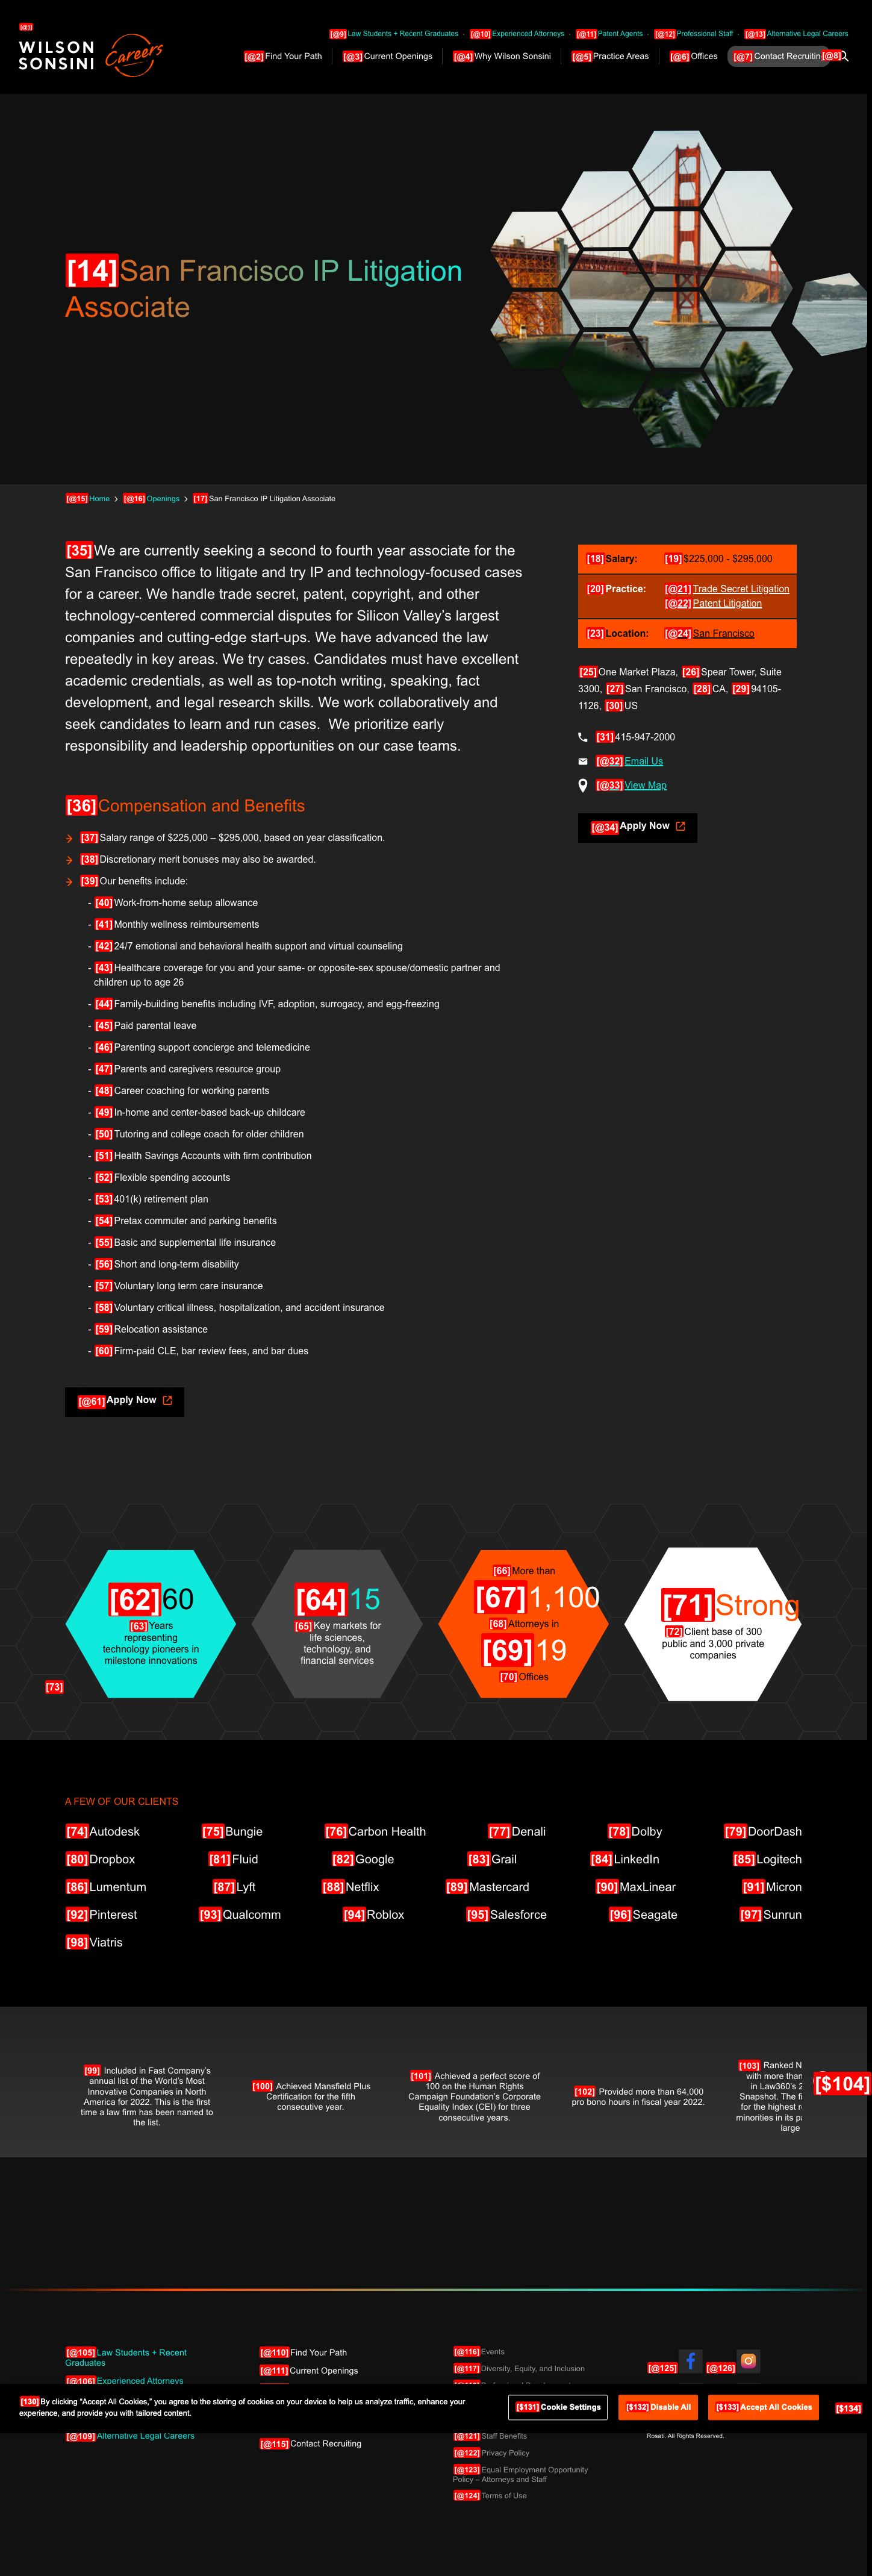 [@1]
WILSON
SONSINI
Careers
[@9] Law Students + Recent Graduates · [@10] Experienced Attorneys · [@11] Patent Agents · [@12] Professional Staff · [@13] Alternative Legal Careers
[@2] Find Your Path [@3] Current Openings [@4] Why Wilson Sonsini [@5] Practice Areas [@6] Offices [@7] Contact Recruiting [@8]
[14] San Francisco IP Litigation
Associate
[@15] Home > [@16] Openings > [17] San Francisco IP Litigation Associate
[35] We are currently seeking a second to fourth year associate for the
San Francisco office to litigate and try IP and technology-focused cases
for a career. We handle trade secret, patent, copyright, and other
technology-centered commercial disputes for Silicon Valley's largest
companies and cutting-edge start-ups. We have advanced the law
repeatedly in key areas. We try cases. Candidates must have excellent
academic credentials, as well as top-notch writing, speaking, fact
development, and legal research skills. We work collaboratively and
seek candidates to learn and run cases.  We prioritize early
responsibility and leadership opportunities on our case teams.
[18] Salary: [19] $225,000 - $295,000
[20] Practice: [@21] Trade Secret Litigation
[@22] Patent Litigation
[23] Location: [@24] San Francisco
[25] One Market Plaza, [26] Spear Tower, Suite
3300, [27] San Francisco, [28] CA, [29] 94105-
1126, [30] US
[31] 415-947-2000
[@32] Email Us
[@33] View Map
[@34] Apply Now
[36] Compensation and Benefits
[37] Salary range of $225,000 – $295,000, based on year classification.
[38] Discretionary merit bonuses may also be awarded.
[39] Our benefits include:
- [40] Work-from-home setup allowance
- [41] Monthly wellness reimbursements
- [42] 24/7 emotional and behavioral health support and virtual counseling
- [43] Healthcare coverage for you and your same- or opposite-sex spouse/domestic partner and
children up to age 26
- [44] Family-building benefits including IVF, adoption, surrogacy, and egg-freezing
- [45] Paid parental leave
- [46] Parenting support concierge and telemedicine
- [47] Parents and caregivers resource group
- [48] Career coaching for working parents
- [49] In-home and center-based back-up childcare
- [50] Tutoring and college coach for older children
- [51] Health Savings Accounts with firm contribution
- [52] Flexible spending accounts
- [53] 401(k) retirement plan
- [54] Pretax commuter and parking benefits
- [55] Basic and supplemental life insurance
- [56] Short and long-term disability
- [57] Voluntary long term care insurance
- [58] Voluntary critical illness, hospitalization, and accident insurance
- [59] Relocation assistance
- [60] Firm-paid CLE, bar review fees, and bar dues
[@61] Apply Now
[62] 60
[63] Years
representing
technology pioneers in
milestone innovations
[64] 15
[65] Key markets for
life sciences,
technology, and
financial services
[66] More than
[67] 1,100
[68] Attorneys in
[69] 19
[70] Offices
[71] Strong
[72] Client base of 300
public and 3,000 private
companies
[73]
A FEW OF OUR CLIENTS
[74] Autodesk [75] Bungie [76] Carbon Health [77] Denali [78] Dolby [79] DoorDash
[80] Dropbox [81] Fluid [82] Google [83] Grail [84] LinkedIn [85] Logitech
[86] Lumentum [87] Lyft [88] Netflix [89] Mastercard [90] MaxLinear [91] Micron
[92] Pinterest [93] Qualcomm [94] Roblox [95] Salesforce [96] Seagate [97] Sunrun
[98] Viatris
[99] Included in Fast Company's
annual list of the World's Most
Innovative Companies in North
America for 2022. This is the first
time a law firm has been named to
the list.
[100] Achieved Mansfield Plus
Certification for the fifth
consecutive year.
[101] Achieved a perfect score of
100 on the Human Rights
Campaign Foundation's Corporate
Equality Index (CEI) for three
consecutive years.
[102] Provided more than 64,000
pro bono hours in fiscal year 2022.
[103] Ranked N
with more than
in Law360's 2
Snapshot. The fi
for the highest r
minorities in its pa
large
[$104]
[@105] Law Students + Recent
Graduates
[@106] Experienced Attorneys
[@109] Alternative Legal Careers
[@110] Find Your Path
[@111] Current Openings
[@115] Contact Recruiting
[@116] Events
[@117] Diversity, Equity, and Inclusion
[@121] Staff Benefits
[@122] Privacy Policy
[@123] Equal Employment Opportunity
Policy – Attorneys and Staff
[@124] Terms of Use
[@125] [@126]
Rosati. All Rights Reserved.
[130] By clicking "Accept All Cookies," you agree to the storing of cookies on your device to help us analyze traffic, enhance your
experience, and provide you with tailored content.
[$131] Cookie Settings [$132] Disable All [$133] Accept All Cookies [$134]